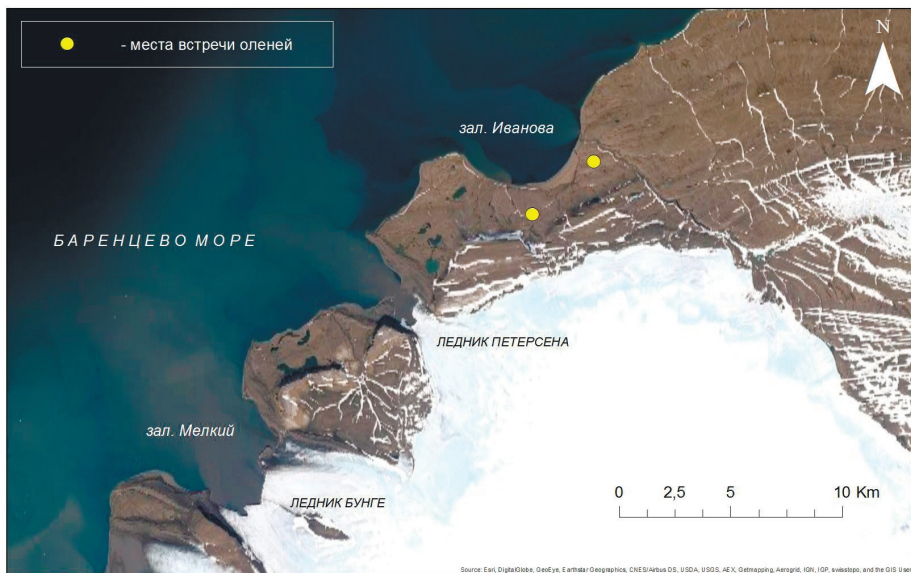 - места встречи оленей
N
зал. Иванова
БАРЕНЦЕВО МОРЕ
ЛЕДНИК ПЕТЕРСЕНА
зал. Мелкий
ЛЕДНИК БУНГЕ
0 2,5 5 10 Km
Source: Esri, DigitalGlobe, GeoEye, Earthstar Geographics, CNES/Airbus DS, USDA, USGS, AEX, Getmapping, Aerogrid, IGN, IGP, swisstopo, and the GIS User